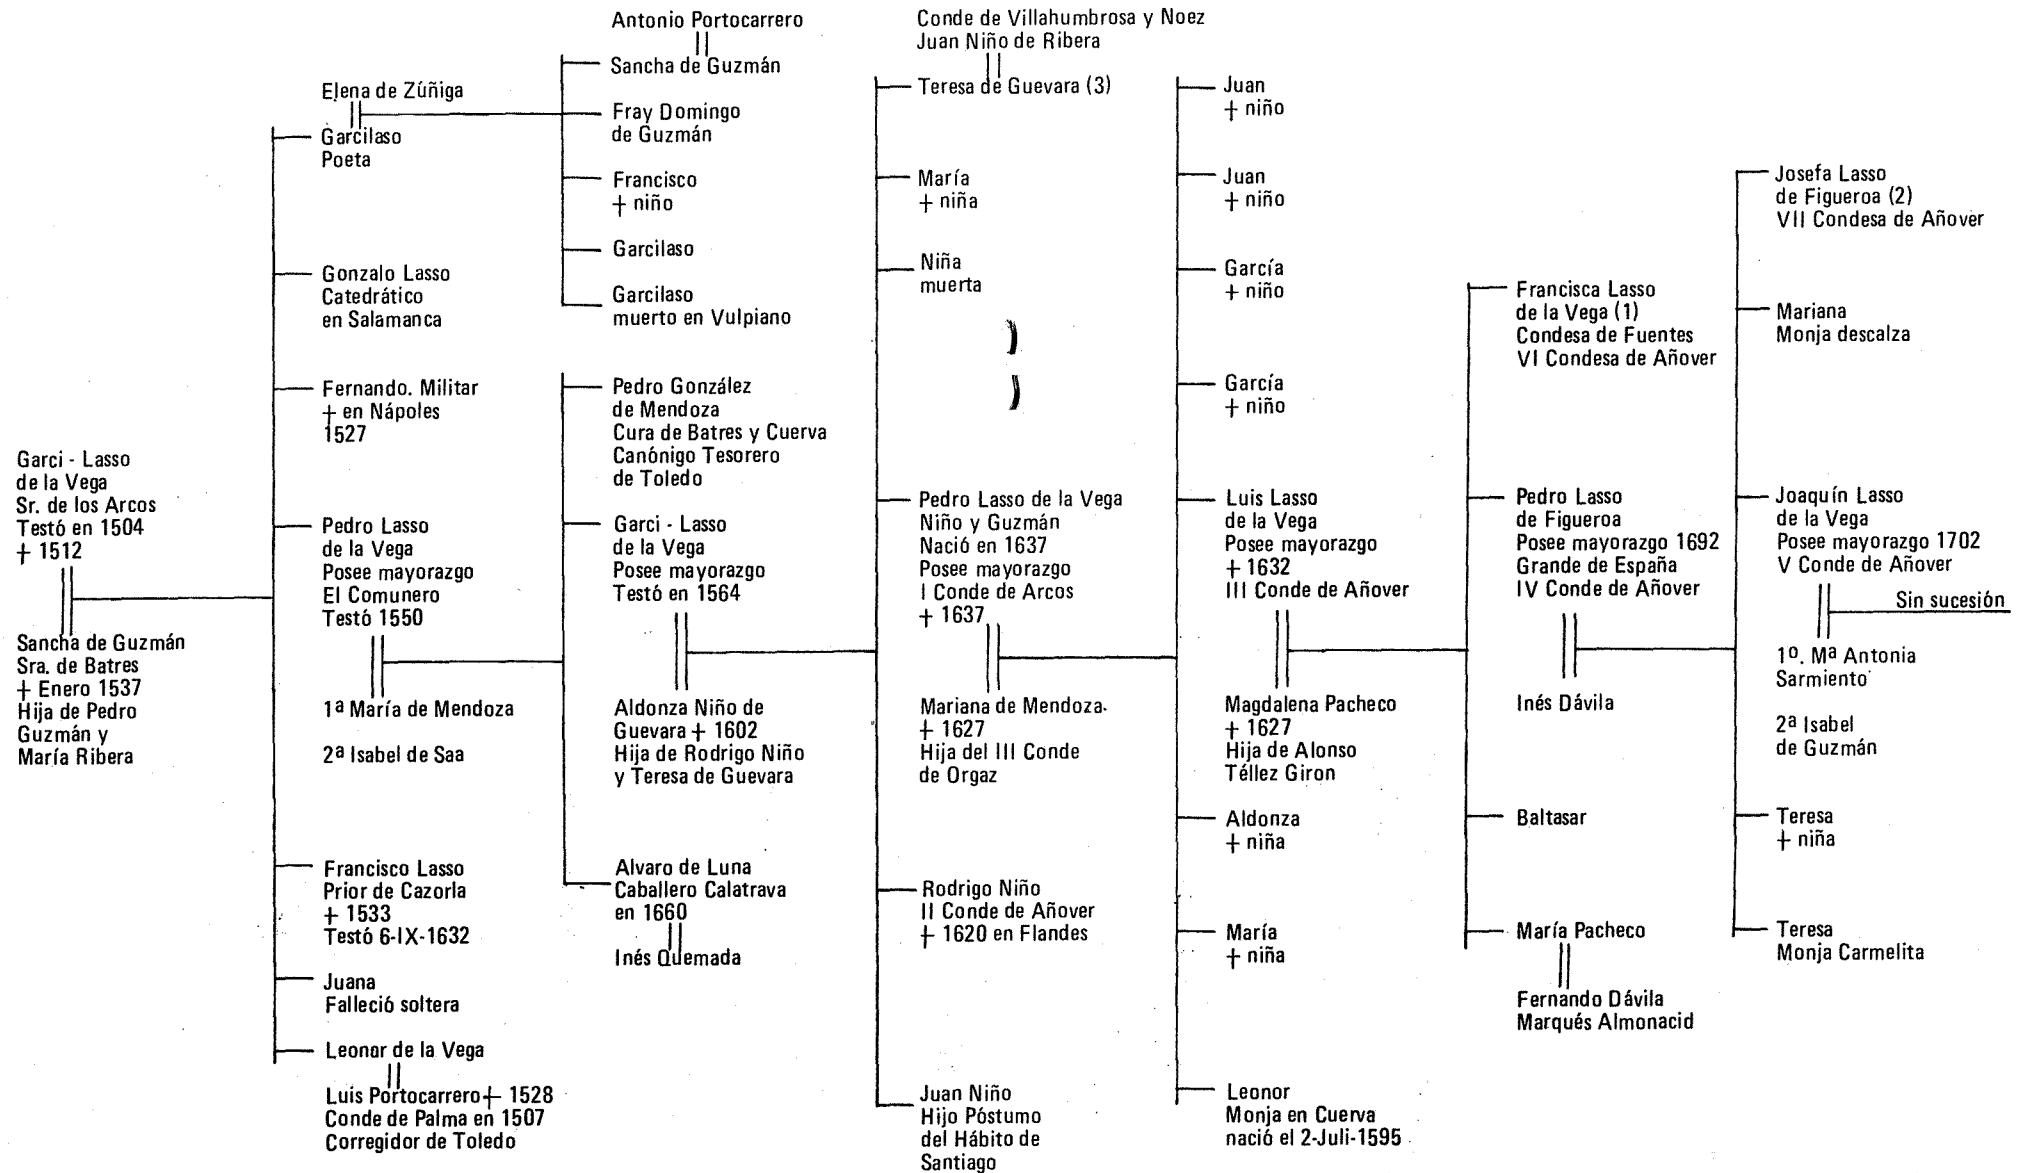 Garci - Lasso
de la Vega
Sr. de los Arcos
Testó en 1504
+ 1512
Sancha de Guzmán
Sra. de Batres
+ Enero 1537
Hija de Pedro
Guzmán y
María Ribera
Elena de Zúñiga
Garcilaso
Poeta
Gonzalo Lasso
Catedrático
en Salamanca
Fernando. Militar
+ en Nápoles
1527
Pedro Lasso
de la Vega
Posee mayorazgo
El Comunero
Testó 1550
1ª María de Mendoza
2ª Isabel de Saa
Francisco Lasso
Prior de Cazorla
+ 1533
Testó 6-IX-1632
Juana
Falleció soltera
Leonor de la Vega
Luis Portocarrero + 1528
Conde de Palma en 1507
Corregidor de Toledo
Antonio Portocarrero
Sancha de Guzmán
Fray Domingo
de Guzmán
Francisco
+ niño
Garcilaso
Garcilaso
muerto en Vulpiano
Pedro González
de Mendoza
Cura de Batres y Cuerva
Canónigo Tesorero
de Toledo
Garci - Lasso
de la Vega
Posee mayorazgo
Testó en 1564
Aldonza Niño de
Guevara + 1602
Hija de Rodrigo Niño
y Teresa de Guevara
Alvaro de Luna
Caballero Calatrava
en 1660
Inés Quemada
Conde de Villahumbrosa y Noez
Juan Niño de Ribera
Teresa de Guevara (3)
María
+ niña
Niña
muerta
Pedro Lasso de la Vega
Niño y Guzmán
Nació en 1637
Posee mayorazgo
I Conde de Arcos
+ 1637
Mariana de Mendoza.
+ 1627
Hija del III Conde
de Orgaz
Rodrigo Niño
II Conde de Añover
+ 1620 en Flandes
Juan Niño
Hijo Póstumo
del Hábito de
Santiago
Juan
+ niño
Juan
+ niño
García
+ niño
García
+ niño
Luis Lasso
de la Vega
Posee mayorazgo
+ 1632
III Conde de Añover
Magdalena Pacheco
+ 1627
Hija de Alonso
Téllez Giron
Aldonza
+ niña
María
+ niña
Leonor
Monja en Cuerva
nació el 2-Juli-1595
Francisca Lasso
de la Vega (1)
Condesa de Fuentes
VI Condesa de Añover
Pedro Lasso
de Figueroa
Posee mayorazgo 1692
Grande de España
IV Conde de Añover
Inés Dávila
Baltasar
María Pacheco
Fernando Dávila
Marqués Almonacid
Josefa Lasso
de Figueroa (2)
VII Condesa de Añover
Mariana
Monja descalza
Joaquín Lasso
de la Vega
Posee mayorazgo 1702
V Conde de Añover
Sin sucesión
1º. Mª Antonia
Sarmiento
2ª Isabel
de Guzmán
Teresa
+ niña
Teresa
Monja Carmelita